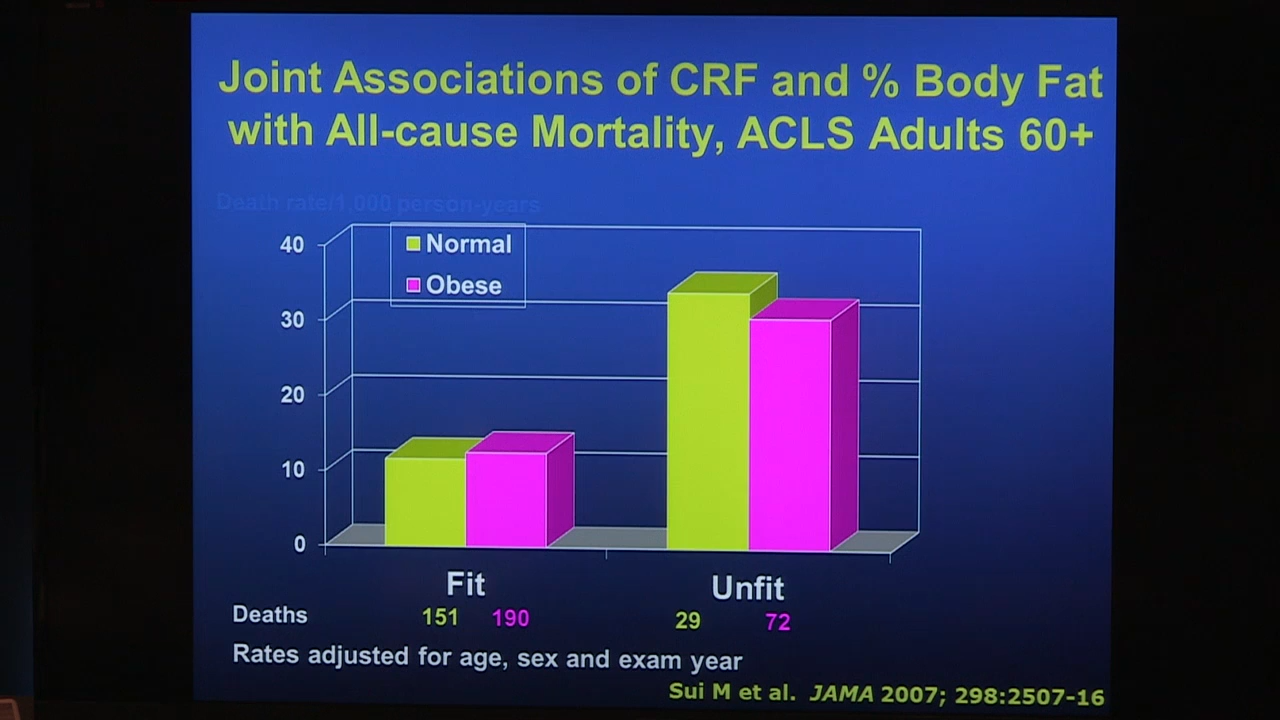 Joint Associations of CRF and % Body Fat
with All-cause Mortality, ACLS Adults 60+
Death rate/1,000 person-years
40
Normal
Obese
30
20
10
0
Fit
Unfit
Deaths
151
190
29
72
Rates adjusted for age, sex and exam year
Sui M et al. JAMA 2007; 298:2507-16